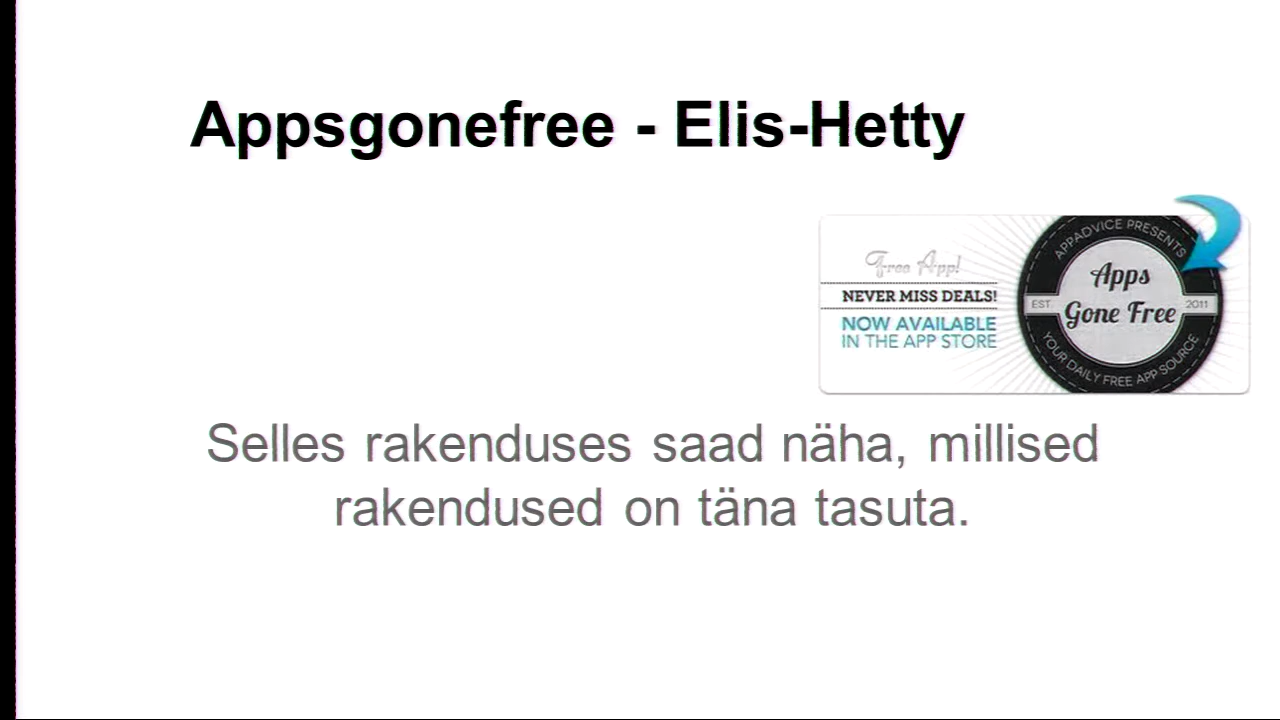 Appsgonefree - Elis-Hetty
Free App!
NEVER MISS DEALS!
NOW AVAILABLE
IN THE APP STORE
APPADVICE PRESENTS
Apps
Gone Free
EST. 2011
YOUR DAILY FREE APP SOURCE
Selles rakenduses saad näha, millised
rakendused on täna tasuta.